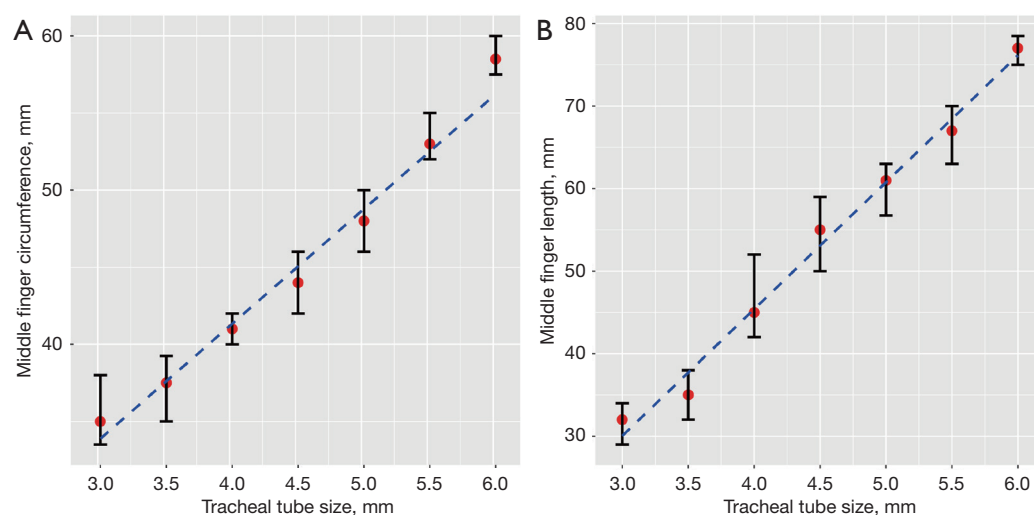 A
60
50
40
Middle finger circumference, mm
3.0 3.5 4.0 4.5 5.0 5.5 6.0
Tracheal tube size, mm
B
80
70
60
50
40
30
Middle finger length, mm
3.0 3.5 4.0 4.5 5.0 5.5 6.0
Tracheal tube size, mm